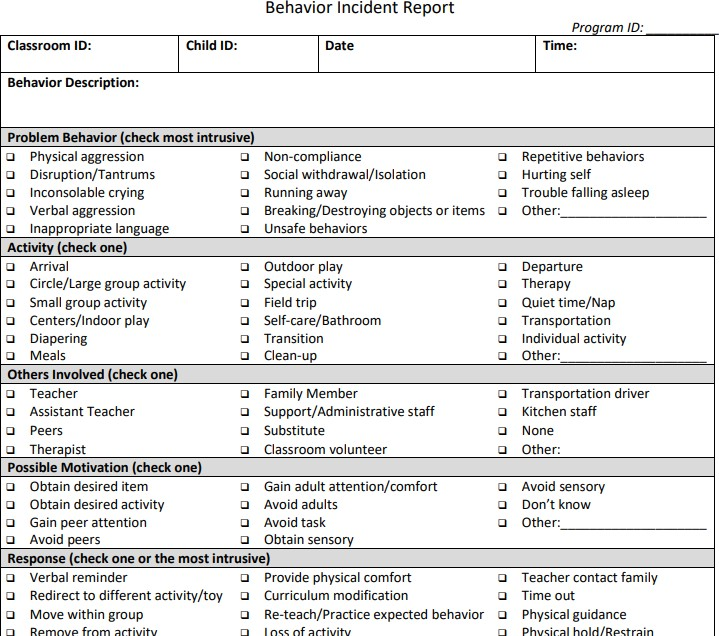 Behavior Incident Report
Program ID: __________
Classroom ID: Child ID: Date Time:
Behavior Description:
Problem Behavior (check most intrusive)
❑ Physical aggression ❑ Non-compliance ❑ Repetitive behaviors
❑ Disruption/Tantrums ❑ Social withdrawal/Isolation ❑ Hurting self
❑ Inconsolable crying ❑ Running away ❑ Trouble falling asleep
❑ Verbal aggression ❑ Breaking/Destroying objects or items ❑ Other:____________________
❑ Inappropriate language ❑ Unsafe behaviors
Activity (check one)
❑ Arrival ❑ Outdoor play ❑ Departure
❑ Circle/Large group activity ❑ Special activity ❑ Therapy
❑ Small group activity ❑ Field trip ❑ Quiet time/Nap
❑ Centers/Indoor play ❑ Self-care/Bathroom ❑ Transportation
❑ Diapering ❑ Transition ❑ Individual activity
❑ Meals ❑ Clean-up ❑ Other:____________________
Others Involved (check one)
❑ Teacher ❑ Family Member ❑ Transportation driver
❑ Assistant Teacher ❑ Support/Administrative staff ❑ Kitchen staff
❑ Peers ❑ Substitute ❑ None
❑ Therapist ❑ Classroom volunteer ❑ Other:
Possible Motivation (check one)
❑ Obtain desired item ❑ Gain adult attention/comfort ❑ Avoid sensory
❑ Obtain desired activity ❑ Avoid adults ❑ Don't know
❑ Gain peer attention ❑ Avoid task ❑ Other:____________________
❑ Avoid peers ❑ Obtain sensory
Response (check one or the most intrusive)
❑ Verbal reminder ❑ Provide physical comfort ❑ Teacher contact family
❑ Redirect to different activity/toy ❑ Curriculum modification ❑ Time out
❑ Move within group ❑ Re-teach/Practice expected behavior ❑ Physical guidance
❑ Remove from activity ❑ Loss of activity ❑ Physical hold/Restrain